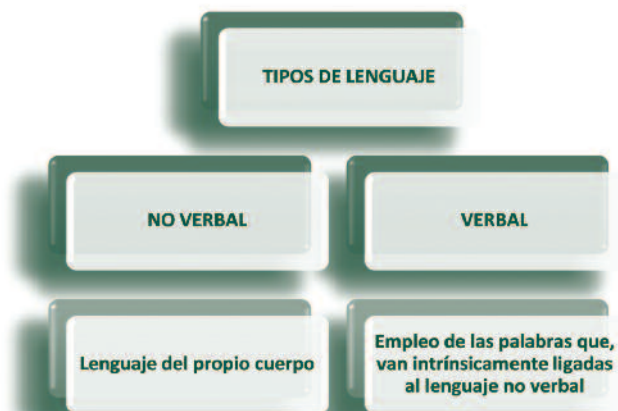 TIPOS DE LENGUAJE
NO VERBAL
VERBAL
Lenguaje del propio cuerpo
Empleo de las palabras que,
van intrínsicamente ligadas
al lenguaje no verbal